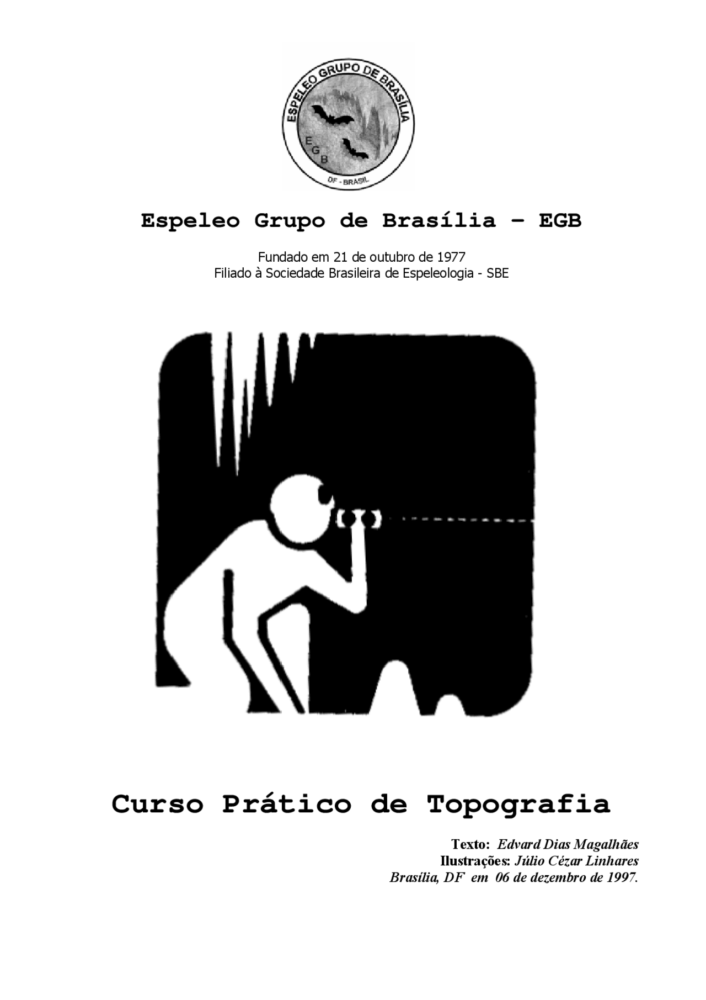 ESPELEO GRUPO DE BRASÍLIA
E
G
B
DF - BRASIL
Espeleo Grupo de Brasília – EGB
Fundado em 21 de outubro de 1977
Filiado à Sociedade Brasileira de Espeleologia - SBE
Curso Prático de Topografia
Texto: Edvard Dias Magalhães
Ilustrações: Júlio Cézar Linhares
Brasília, DF em 06 de dezembro de 1997.